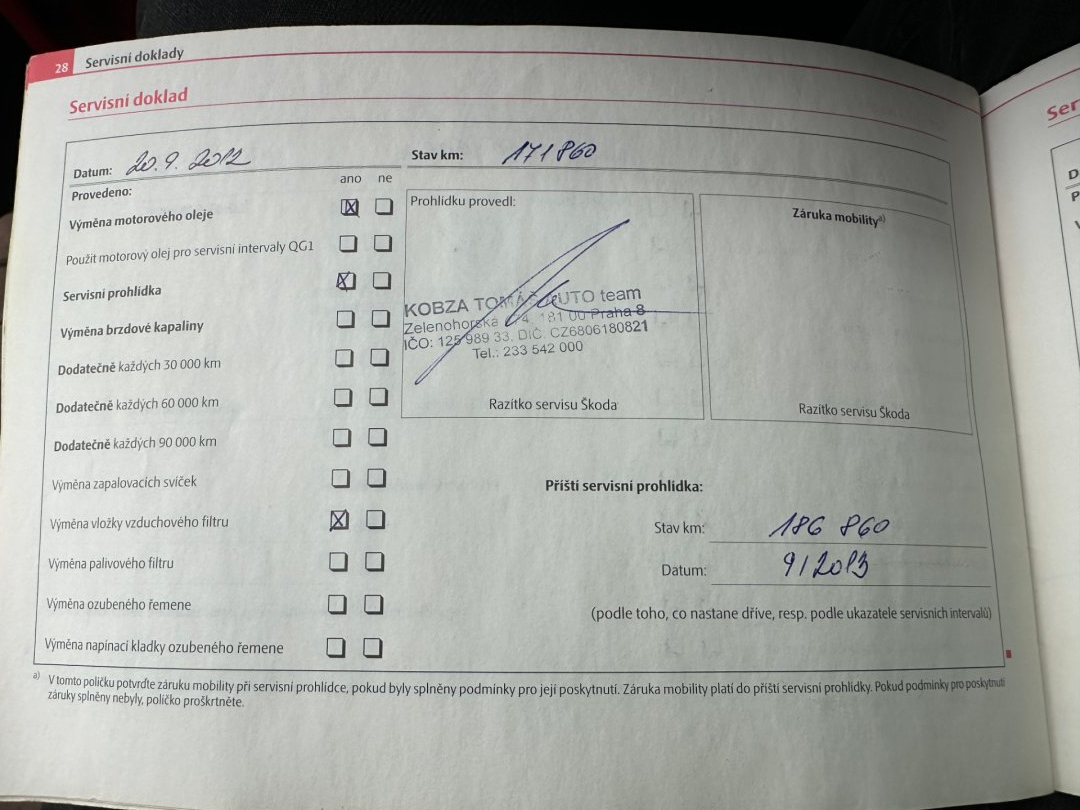 28 Servisní doklady
Servisní doklad
Datum: 20. 9. 2012 Stav km: 171 860
Provedeno: ano ne
Výměna motorového oleje
Použit motorový olej pro servisní intervaly QG1
Servisní prohlídka
Výměna brzdové kapaliny
Dodatečně každých 30 000 km
Dodatečně každých 60 000 km
Dodatečně každých 90 000 km
Výměna zapalovacích svíček
Výměna vložky vzduchového filtru
Výměna palivového filtru
Výměna ozubeného řemene
Výměna napínací kladky ozubeného řemene
Prohlídku provedl:
KOBZA TOMÁŠ AUTO team
Zelenohorská 181 00 Praha 8
IČO: 125 989 33, DIČ: CZ6806180821
Tel.: 233 542 000
Razítko servisu Škoda
Záruka mobility a)
Razítko servisu Škoda
Příští servisní prohlídka:
Stav km: 186 860
Datum: 9/2013
(podle toho, co nastane dříve, resp. podle ukazatele servisních intervalů)
a) V tomto políčku potvrďte záruku mobility při servisní prohlídce, pokud byly splněny podmínky pro její poskytnutí. Záruka mobility platí do příští servisní prohlídky. Pokud podmínky pro poskytnutí
záruky splněny nebyly, políčko proškrtněte.
Ser
D
P